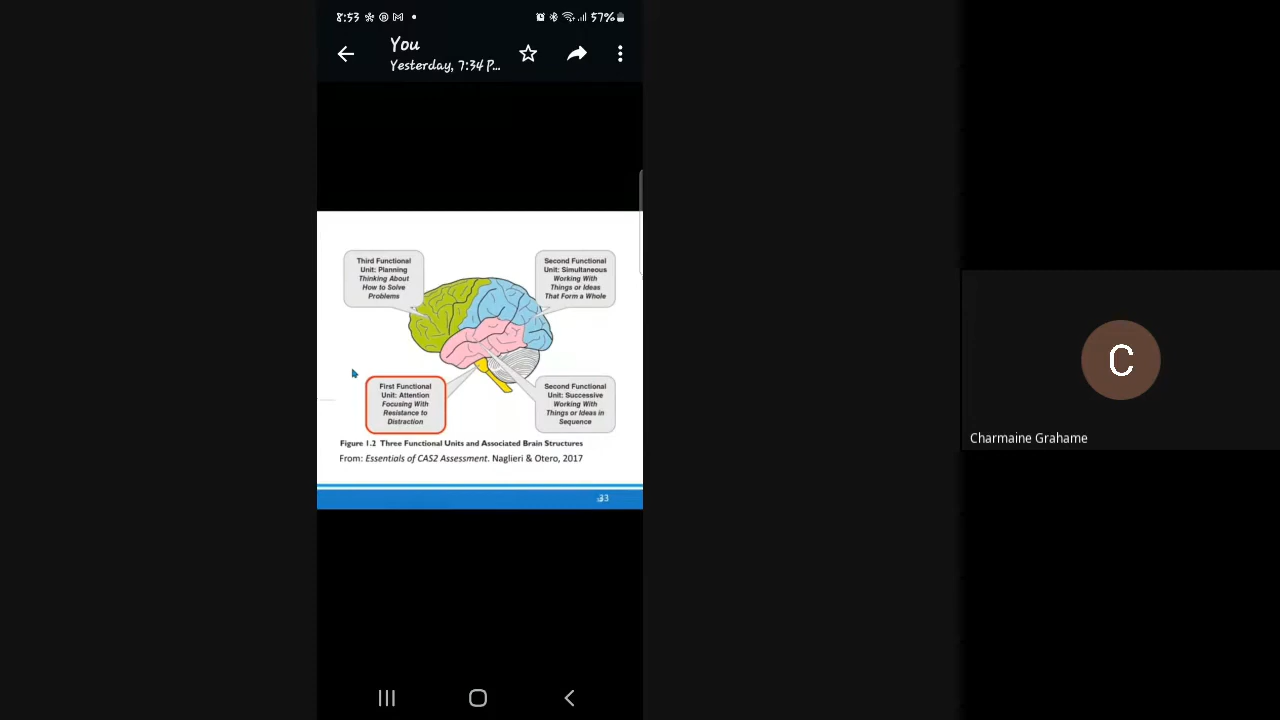 8:53
57%
You
Yesterday, 7:34 P...
Third Functional
Unit: Planning
Thinking About
How to Solve
Problems
Second Functional
Unit: Simultaneous
Working With
Things or Ideas
That Form a Whole
First Functional
Unit: Attention
Focusing With
Resistance to
Distraction
Second Functional
Unit: Successive
Working With
Things or Ideas in
Sequence
Figure 1.2 Three Functional Units and Associated Brain Structures
From: Essentials of CAS2 Assessment. Naglieri & Otero, 2017
33
C
Charmaine Grahame